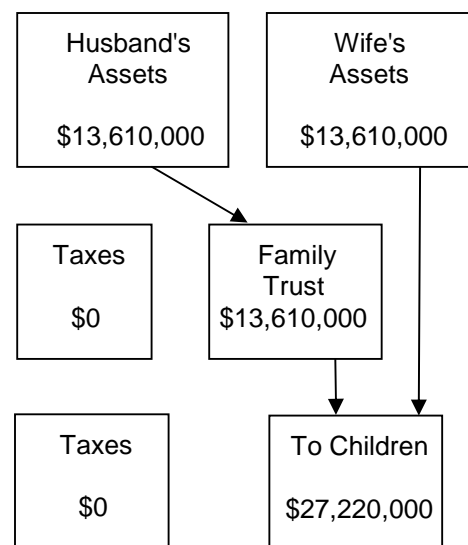 Husband's
Assets
$13,610,000
Wife's
Assets
$13,610,000
Taxes
$0
Family
Trust
$13,610,000
Taxes
$0
To Children
$27,220,000